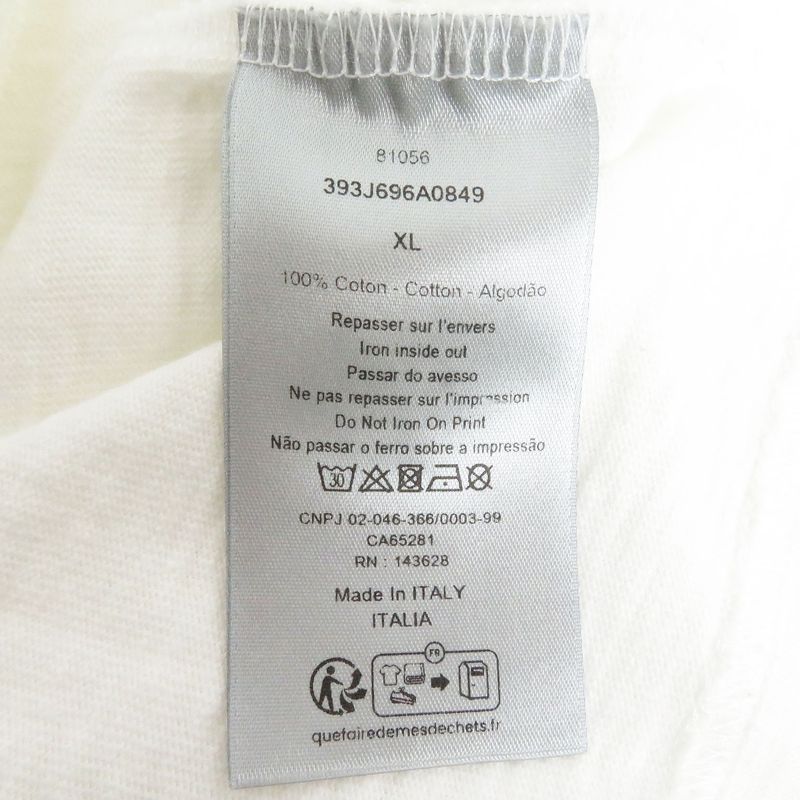 81056
393J696A0849
XL
100% Coton - Cotton - Algodão
Repasser sur l'envers
Iron inside out
Passar do avesso
Ne pas repasser sur l'impression
Do Not Iron On Print
Não passar o ferro sobre a impressão
30
CNPJ 02-046-366/0003-99
CA65281
RN : 143628
Made In ITALY
ITALIA
FR
quefairedemesdechets.fr